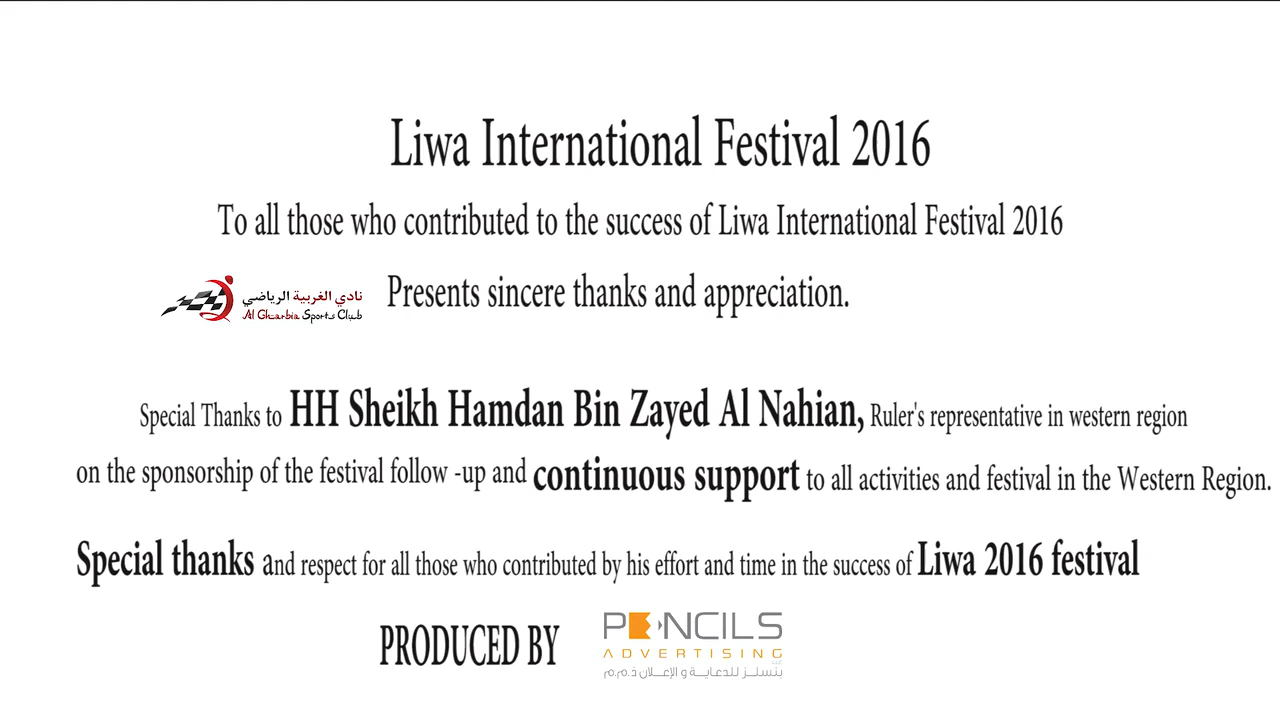 Liwa International Festival 2016
To all those who contributed to the success of Liwa International Festival 2016
نادي الغربية الرياضي
Al Gharbia Sports Club
Presents sincere thanks and appreciation.
Special Thanks to HH Sheikh Hamdan Bin Zayed Al Nahian, Ruler's representative in western region
on the sponsorship of the festival follow -up and continuous support to all activities and festival in the Western Region.
Special thanks and respect for all those who contributed by his effort and time in the success of Liwa 2016 festival
PRODUCED BY
PENCILS
ADVERTISING
بنسلــز للدعايــة و الإعــلان ذ.م.م